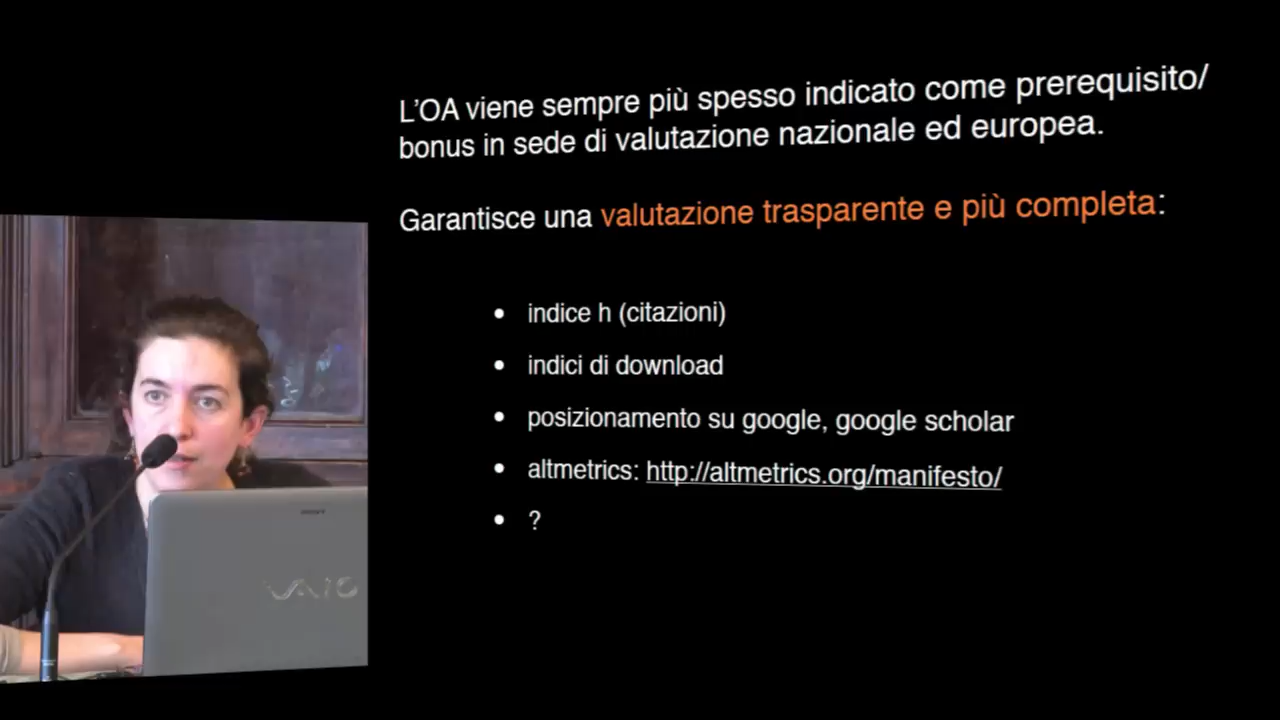 L'OA viene sempre più spesso indicato come prerequisito/
bonus in sede di valutazione nazionale ed europea.
Garantisce una valutazione trasparente e più completa:
• indice h (citazioni)
• indici di download
• posizionamento su google, google scholar
• altmetrics: http://altmetrics.org/manifesto/
• ?
SONY
VAIO